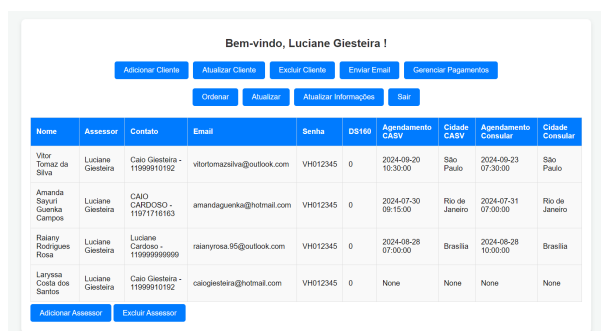 Bem-vindo, Luciane Giesteira !
Adicionar Cliente Atualizar Cliente Excluir Cliente Enviar Email Gerenciar Pagamentos
Ordenar Atualizar Atualizar Informações Sair
Nome Assessor Contato Email Senha DS160 Agendamento CASV Cidade CASV Agendamento Consular Cidade Consular
Vitor Tomaz da Silva Luciane Giesteira Caio Giesteira - 11999910192 vitortomazsilva@outlook.com VH012345 0 2024-09-20 10:30:00 São Paulo 2024-09-23 07:30:00 São Paulo
Amanda Sayuri Guenka Campos Luciane Giesteira CAIO CARDOSO - 11971716163 amandaguenka@hotmail.com VH012345 0 2024-07-30 09:15:00 Rio de Janeiro 2024-07-31 07:00:00 Rio de Janeiro
Raiany Rodrigues Rosa Luciane Giesteira Luciane Cardoso - 119999999999 raianyrosa.95@outlook.com VH012345 0 2024-08-28 07:00:00 Brasília 2024-08-28 10:00:00 Brasília
Laryssa Costa dos Santos Luciane Giesteira Caio Giesteira - 11999910192 caiogiesteira@hotmail.com VH012345 0 None None None None
Adicionar Assessor Excluir Assessor